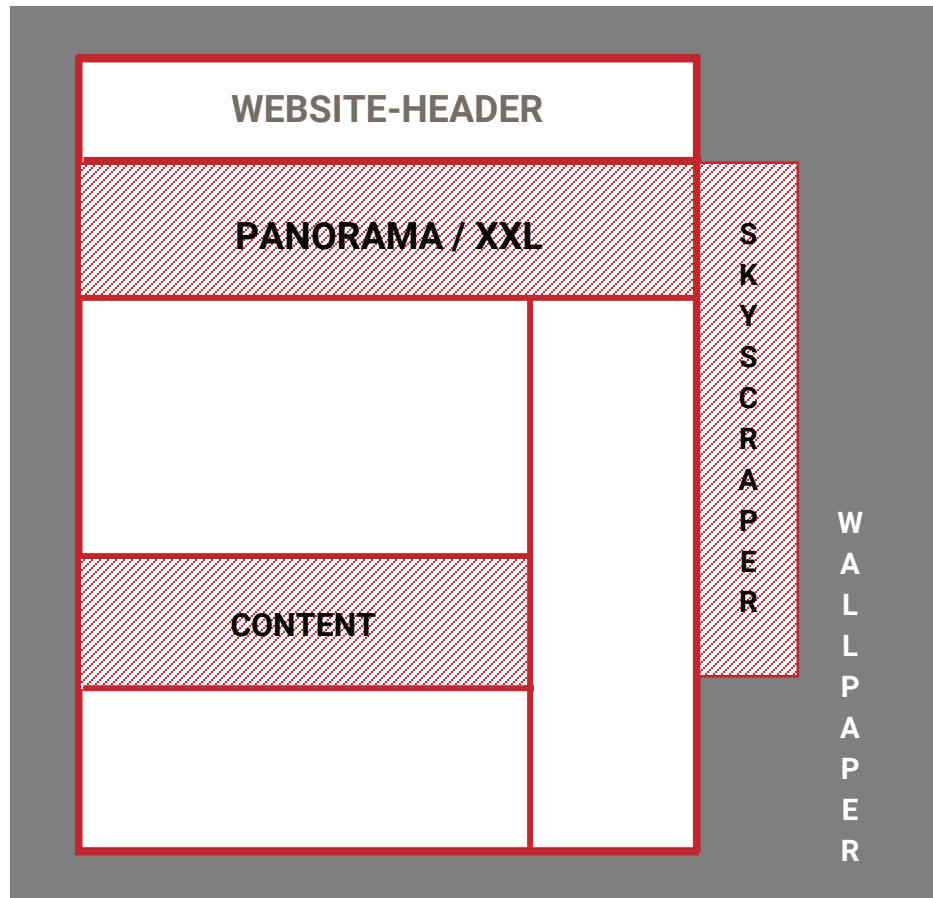 WEBSITE-HEADER
PANORAMA / XXL
SKYSCRAPER
CONTENT
WALLPAPER